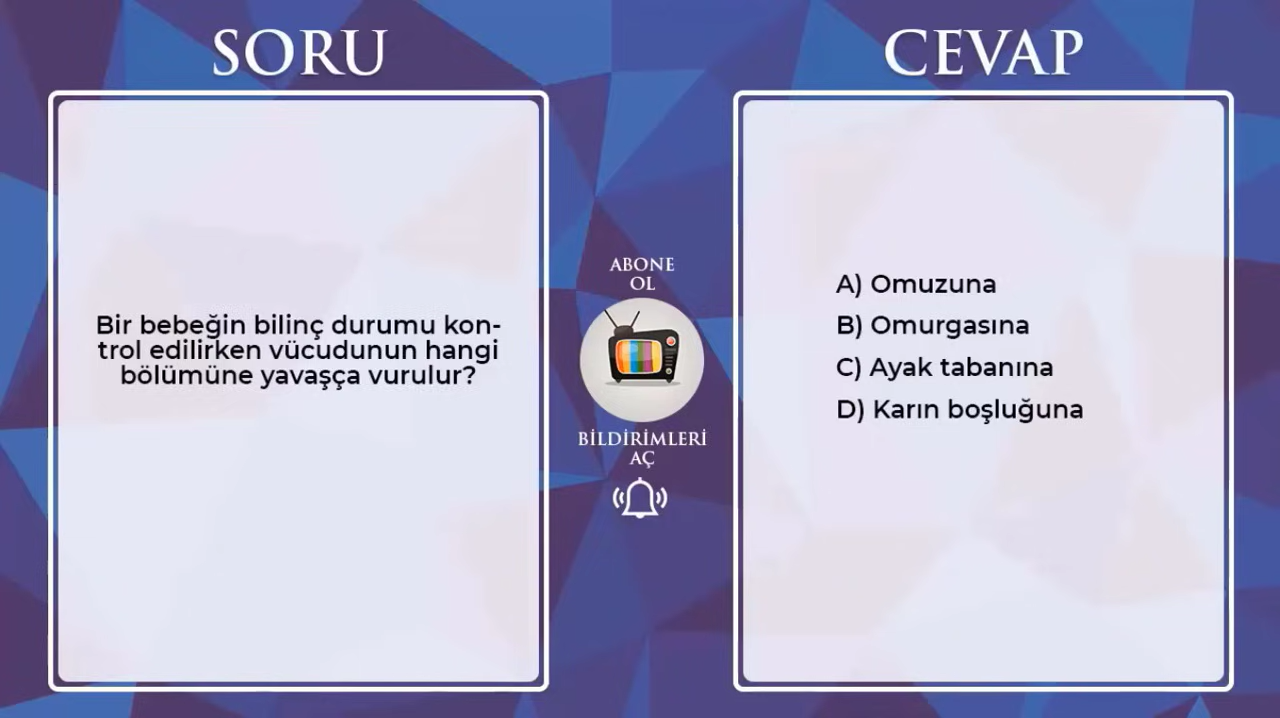 SORU
Bir bebeğin bilinç durumu kon-
trol edilirken vücudunun hangi
bölümüne yavaşça vurulur?
ABONE
OL
BİLDİRİMLERİ
AÇ
CEVAP
A) Omuzuna
B) Omurgasına
C) Ayak tabanına
D) Karın boşluğuna